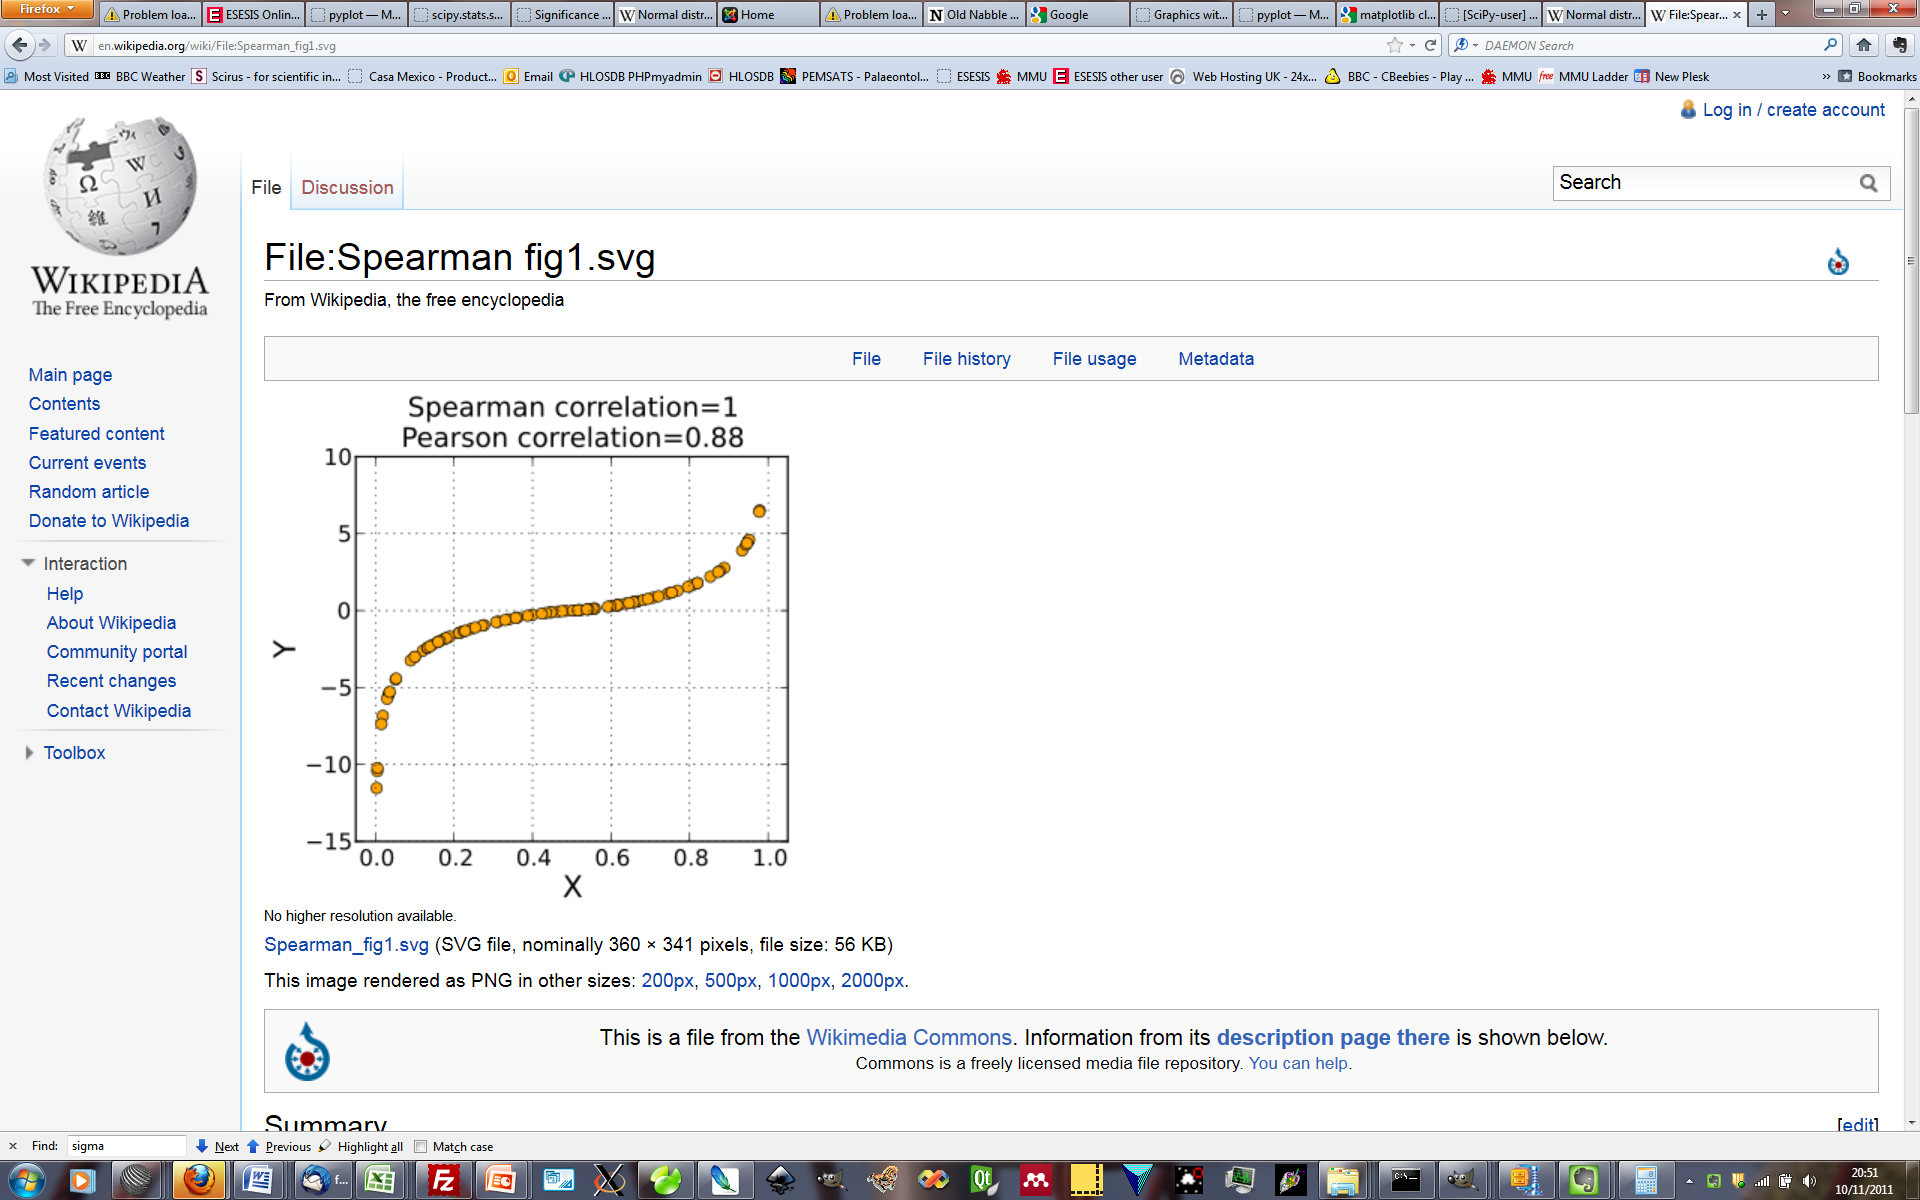 Firefox
Problem loa... ESESIS Onlin... pyplot — M... scipy.stats.s... Significance ... Normal distr... Home Problem loa... Old Nabble ... Google Graphics wit... pyplot — M... matplotlib cl... [SciPy-user] ... Normal distr... File:Spear...
en.wikipedia.org/wiki/File:Spearman_fig1.svg DAEMON Search
Most Visited BBC Weather Scirus - for scientific in... Casa Mexico - Product... Email HLOSDB PHPmyadmin HLOSDB PEMSATS - Palaeontol... ESESIS MMU ESESIS other user Web Hosting UK - 24x... BBC - CBeebies - Play ... MMU MMU Ladder New Plesk » Bookmarks
Log in / create account
WIKIPEDIA
The Free Encyclopedia
File Discussion Search
File:Spearman fig1.svg
From Wikipedia, the free encyclopedia
File File history File usage Metadata
Main page
Contents
Featured content
Current events
Random article
Donate to Wikipedia
Interaction
Help
About Wikipedia
Community portal
Recent changes
Contact Wikipedia
Toolbox
Spearman correlation=1
Pearson correlation=0.88
10
5
0
−5
−10
−15
Y
0.0 0.2 0.4 0.6 0.8 1.0
X
No higher resolution available.
Spearman_fig1.svg (SVG file, nominally 360 × 341 pixels, file size: 56 KB)
This image rendered as PNG in other sizes: 200px, 500px, 1000px, 2000px.
This is a file from the Wikimedia Commons. Information from its description page there is shown below.
Commons is a freely licensed media file repository. You can help.
Summary [edit]
Find: sigma Next Previous Highlight all Match case
f...
20:51
10/11/2011